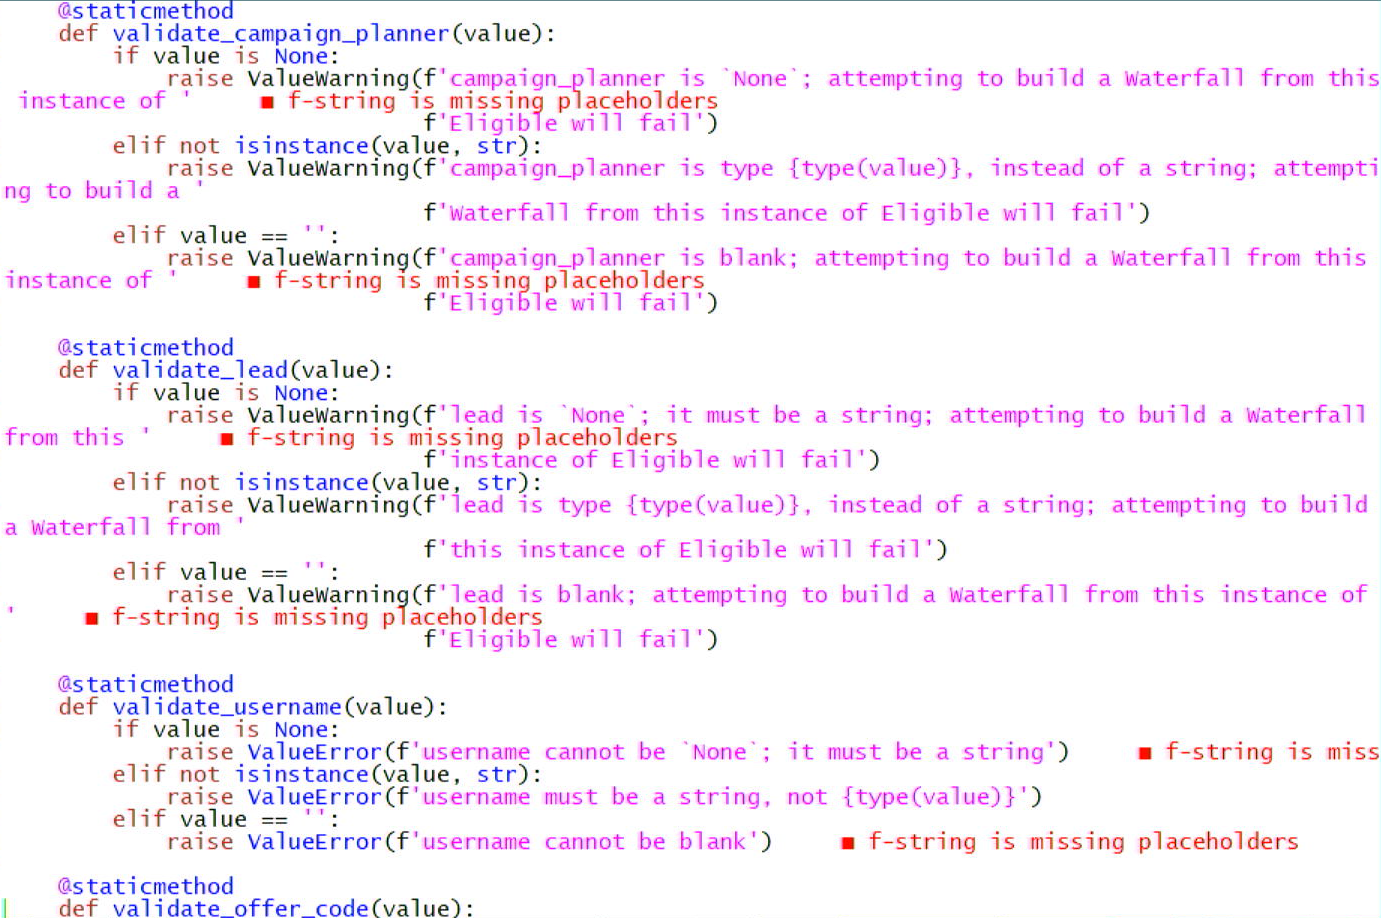 @staticmethod
def validate_campaign_planner(value):
if value is None:
raise ValueWarning(f'campaign_planner is `None`; attempting to build a Waterfall from this
instance of ' ■ f-string is missing placeholders
f'Eligible will fail')
elif not isinstance(value, str):
raise ValueWarning(f'campaign_planner is type {type(value)}, instead of a string; attempti
ng to build a '
f'Waterfall from this instance of Eligible will fail')
elif value == '':
raise ValueWarning(f'campaign_planner is blank; attempting to build a Waterfall from this
instance of ' ■ f-string is missing placeholders
f'Eligible will fail')
@staticmethod
def validate_lead(value):
if value is None:
raise ValueWarning(f'lead is `None`; it must be a string; attempting to build a Waterfall
from this ' ■ f-string is missing placeholders
f'instance of Eligible will fail')
elif not isinstance(value, str):
raise ValueWarning(f'lead is type {type(value)}, instead of a string; attempting to build
a Waterfall from '
f'this instance of Eligible will fail')
elif value == '':
raise ValueWarning(f'lead is blank; attempting to build a Waterfall from this instance of
' ■ f-string is missing placeholders
f'Eligible will fail')
@staticmethod
def validate_username(value):
if value is None:
raise ValueError(f'username cannot be `None`; it must be a string') ■ f-string is miss
elif not isinstance(value, str):
raise ValueError(f'username must be a string, not {type(value)}')
elif value == '':
raise ValueError(f'username cannot be blank') ■ f-string is missing placeholders
@staticmethod
def validate_offer_code(value):